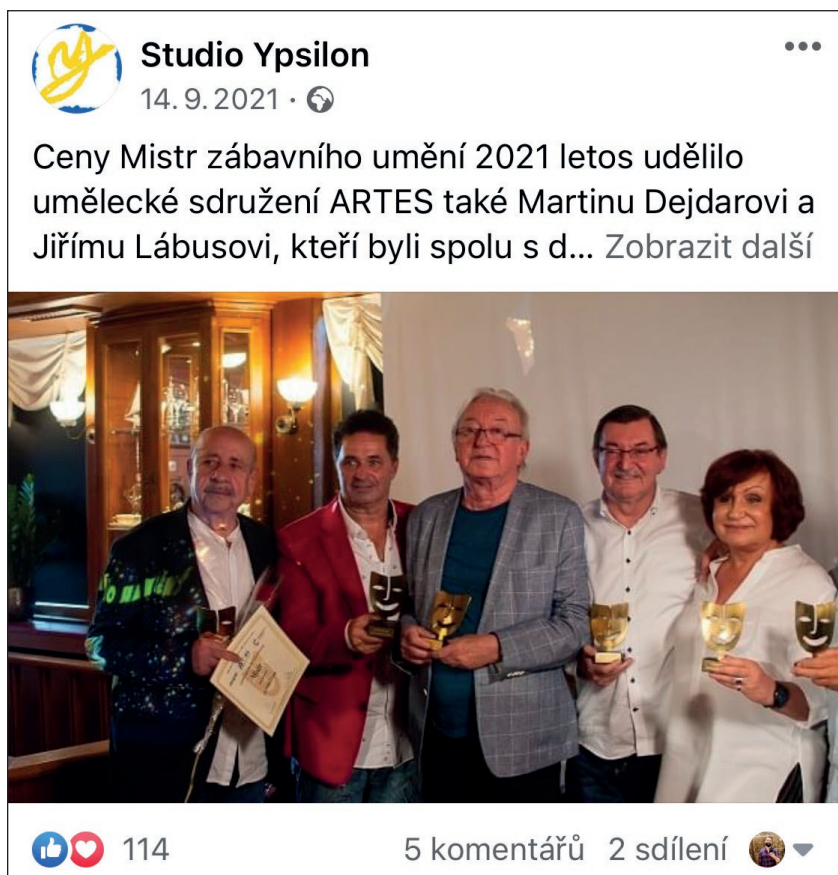 Studio Ypsilon
14. 9. 2021 ·
Ceny Mistr zábavního umění 2021 letos udělilo
umělecké sdružení ARTES také Martinu Dejdarovi a
Jiřímu Lábusovi, kteří byli spolu s d... Zobrazit další
114
5 komentářů 2 sdílení